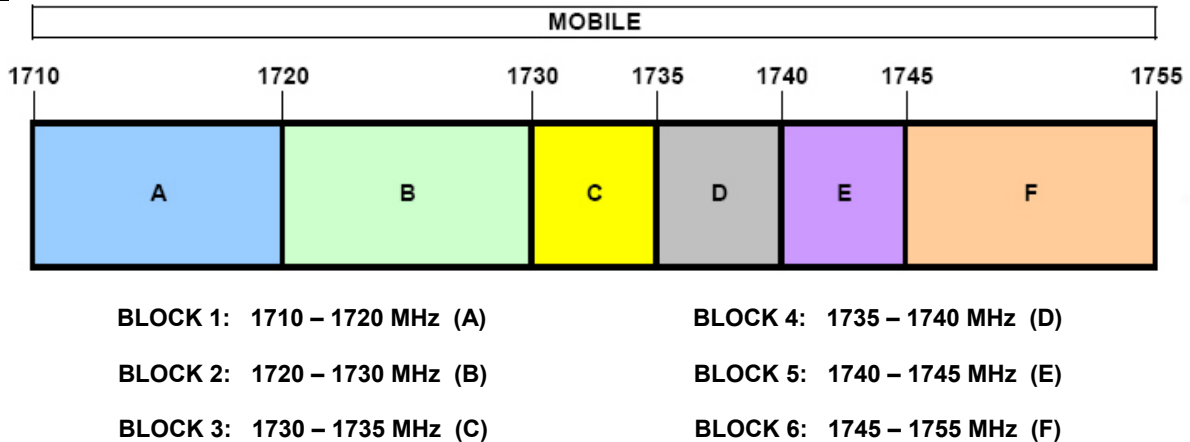 MOBILE
1710 1720 1730 1735 1740 1745 1755
A B C D E F
BLOCK 1: 1710 – 1720 MHz (A)
BLOCK 2: 1720 – 1730 MHz (B)
BLOCK 3: 1730 – 1735 MHz (C)
BLOCK 4: 1735 – 1740 MHz (D)
BLOCK 5: 1740 – 1745 MHz (E)
BLOCK 6: 1745 – 1755 MHz (F)